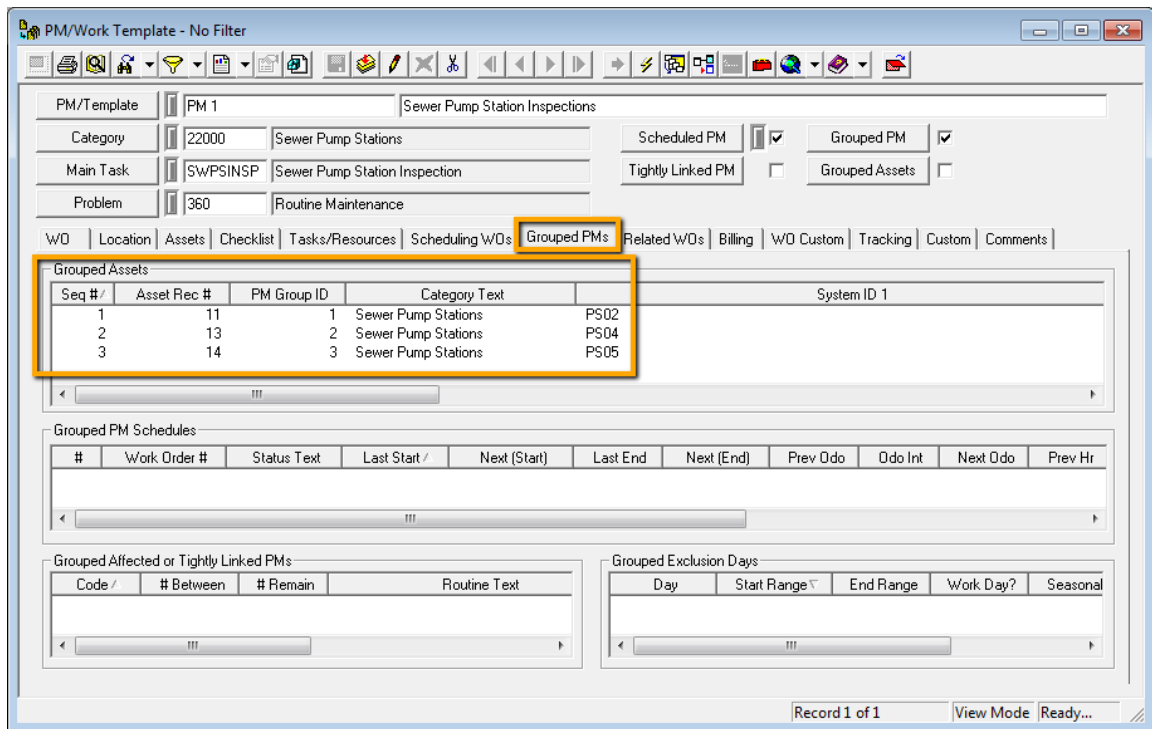 PM/Work Template - No Filter
PM/Template PM 1 Sewer Pump Station Inspections
Category 22000 Sewer Pump Stations Scheduled PM Grouped PM
Main Task SWPSINSP Sewer Pump Station Inspection Tightly Linked PM Grouped Assets
Problem 360 Routine Maintenance
WO Location Assets Checklist Tasks/Resources Scheduling WOs Grouped PMs Related WOs Billing WO Custom Tracking Custom Comments
Grouped Assets
Seq # Asset Rec # PM Group ID Category Text System ID 1
1 11 1 Sewer Pump Stations PS02
2 13 2 Sewer Pump Stations PS04
3 14 3 Sewer Pump Stations PS05
Grouped PM Schedules
# Work Order # Status Text Last Start Next (Start) Last End Next (End) Prev Odo Odo Int Next Odo Prev Hr
Grouped Affected or Tightly Linked PMs Grouped Exclusion Days
Code # Between # Remain Routine Text Day Start Range End Range Work Day? Seasonal
Record 1 of 1 View Mode Ready...